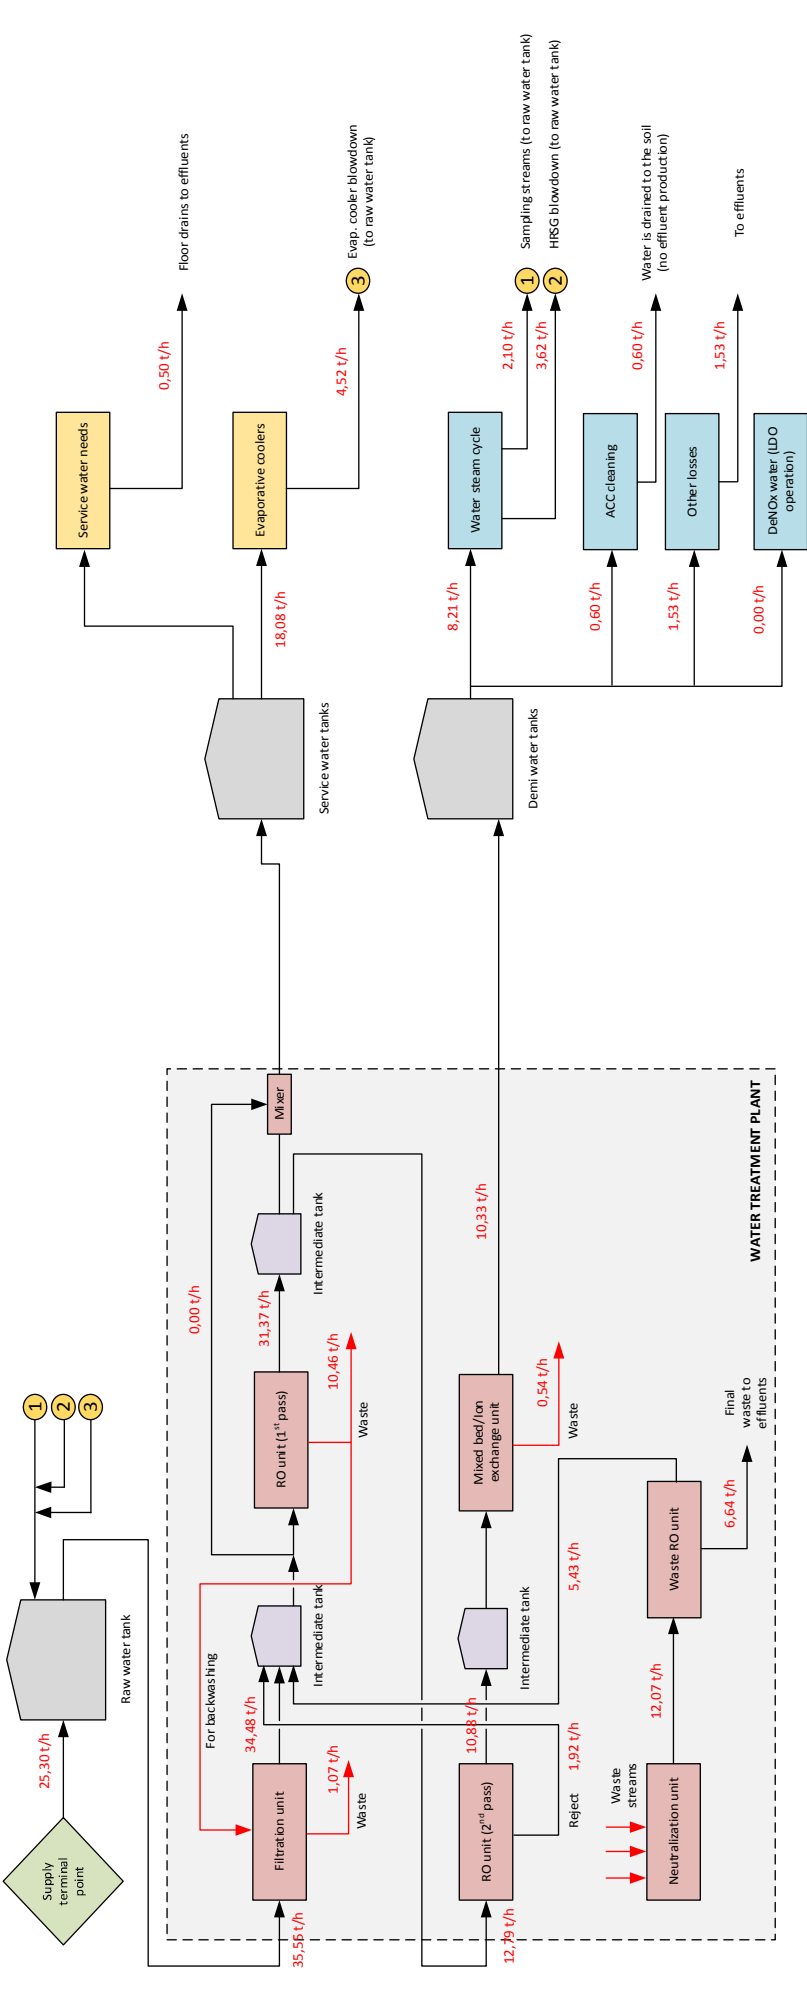 Supply
terminal
point
25,30 t/h
Raw water tank
1
2
3
35,55 t/h
Filtration unit
For backwashing
1,07 t/h
Waste
34,48 t/h
Intermediate tank
RO unit (1st pass)
10,46 t/h
Waste
0,00 t/h
31,37 t/h
Intermediate tank
Mixer
12,79 t/h
RO unit (2nd pass)
Reject
1,92 t/h
10,88 t/h
Intermediate tank
Mixed bed/Ion
exchange unit
0,54 t/h
Waste
10,33 t/h
5,43 t/h
Waste
streams
Neutralization unit
12,07 t/h
Waste RO unit
6,64 t/h
Final
waste to
effluents
WATER TREATMENT PLANT
Service water tanks
Service water needs
0,50 t/h
Floor drains to effluents
18,08 t/h
Evaporative coolers
4,52 t/h
3
Evap. cooler blowdown
(to raw water tank)
Demi water tanks
8,21 t/h
Water steam cycle
2,10 t/h
1
Sampling streams (to raw water tank)
3,62 t/h
2
HRSG blowdown (to raw water tank)
0,60 t/h
ACC cleaning
0,60 t/h
Water is drained to the soil
(no effluent production)
1,53 t/h
Other losses
1,53 t/h
To effluents
0,00 t/h
DeNOx water (LDO
operation)